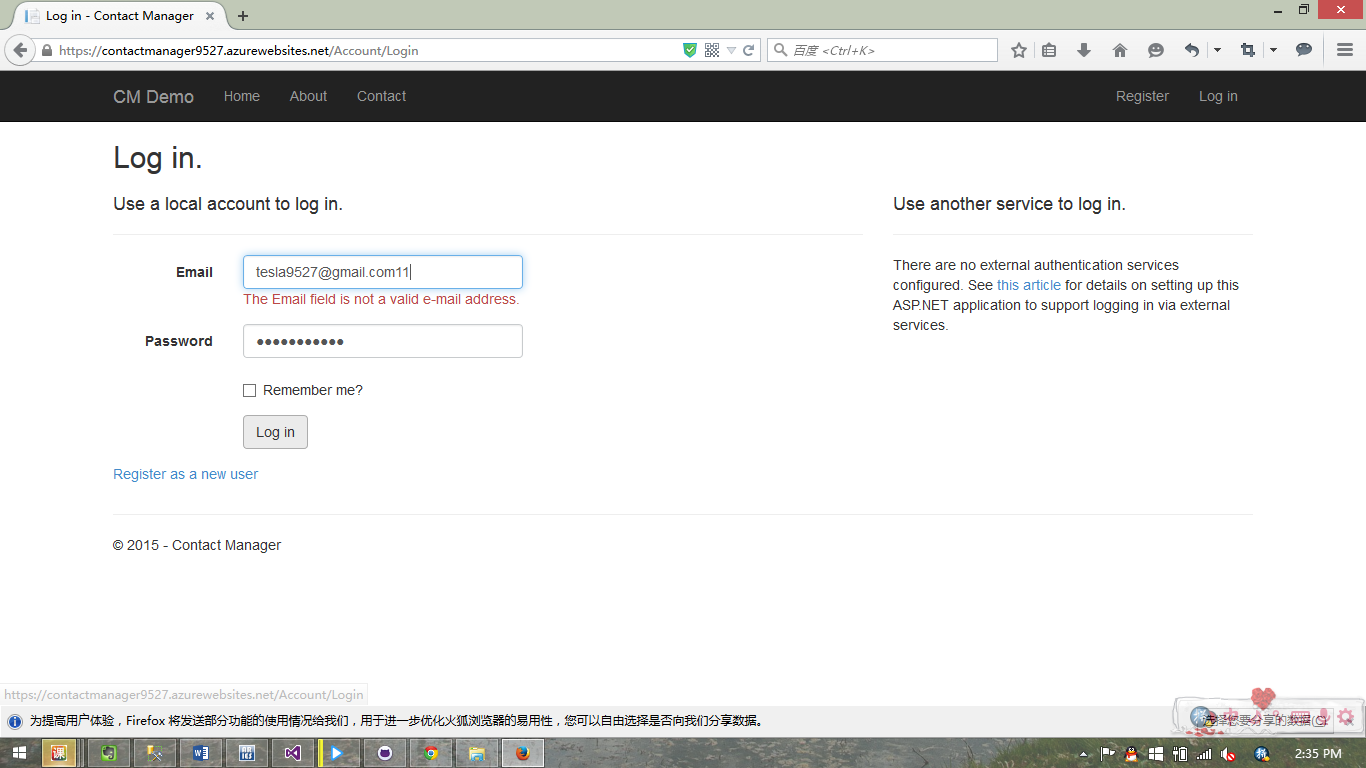 Log in - Contact Manager
https://contactmanager9527.azurewebsites.net/Account/Login
百度 <Ctrl+K>
CM Demo Home About Contact Register Log in
Log in.
Use a local account to log in.
Email tesla9527@gmail.com11
The Email field is not a valid e-mail address.
Password
Remember me?
Log in
Register as a new user
Use another service to log in.
There are no external authentication services
configured. See this article for details on setting up this
ASP.NET application to support logging in via external
services.
© 2015 - Contact Manager
https://contactmanager9527.azurewebsites.net/Account/Login
为提高用户体验，Firefox 将发送部分功能的使用情况给我们，用于进一步优化火狐浏览器的易用性，您可以自由选择是否向我们分享数据。
选择您要分享的数据(C)
课
2:35 PM